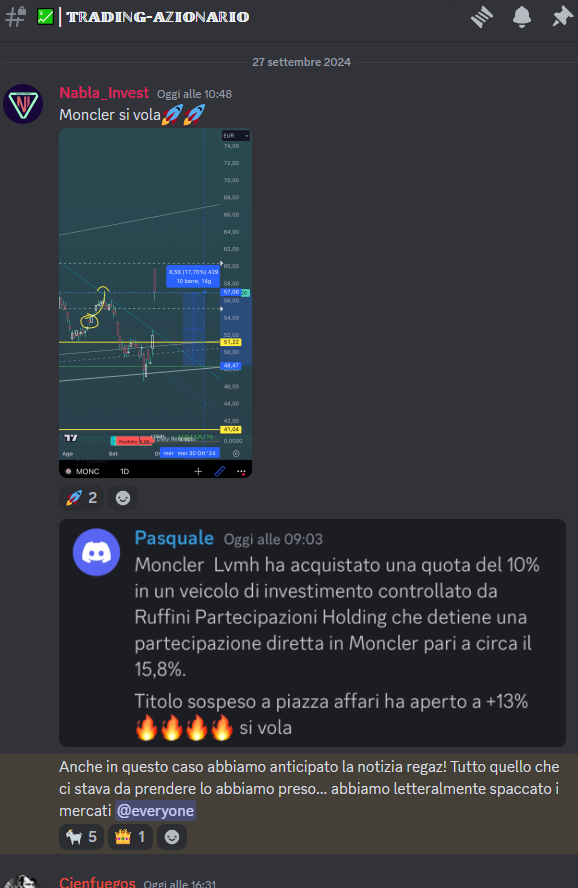 TRADING-AZIONARIO
27 settembre 2024
Nabla_Invest Oggi alle 10:48
Moncler si vola🚀🚀
EUR
74,00
72,00
70,00
68,00
66,00
64,00
62,00
60,00
8,58 (17,70%) 429
10 barre, 14g
57,06
56,00
54,00
52,00
51,22
50,00
48,47
46,00
44,00
42,00
41,04
0,0000
Ago Set mer mer 30 Ott '24
MONC 1D
🚀 2
Pasquale Oggi alle 09:03
Moncler Lvmh ha acquistato una quota del 10%
in un veicolo di investimento controllato da
Ruffini Partecipazioni Holding che detiene una
partecipazione diretta in Moncler pari a circa il
15,8%.
Titolo sospeso a piazza affari ha aperto a +13%
🔥🔥🔥🔥 si vola
Anche in questo caso abbiamo anticipato la notizia regaz! Tutto quello che
ci stava da prendere lo abbiamo preso... abbiamo letteralmente spaccato i
mercati @everyone
🐐 5 👑 1
Cienfuegos Oggi alle 16:31